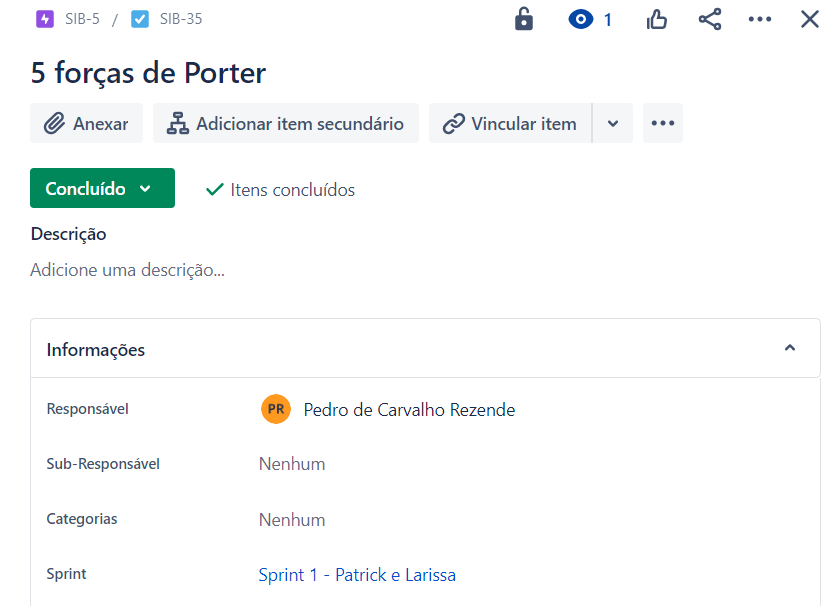 SIB-5 / SIB-35 1
5 forças de Porter
Anexar Adicionar item secundário Vincular item
Concluído Itens concluídos
Descrição
Adicione uma descrição...
Informações
Responsável PR Pedro de Carvalho Rezende
Sub-Responsável Nenhum
Categorias Nenhum
Sprint Sprint 1 - Patrick e Larissa